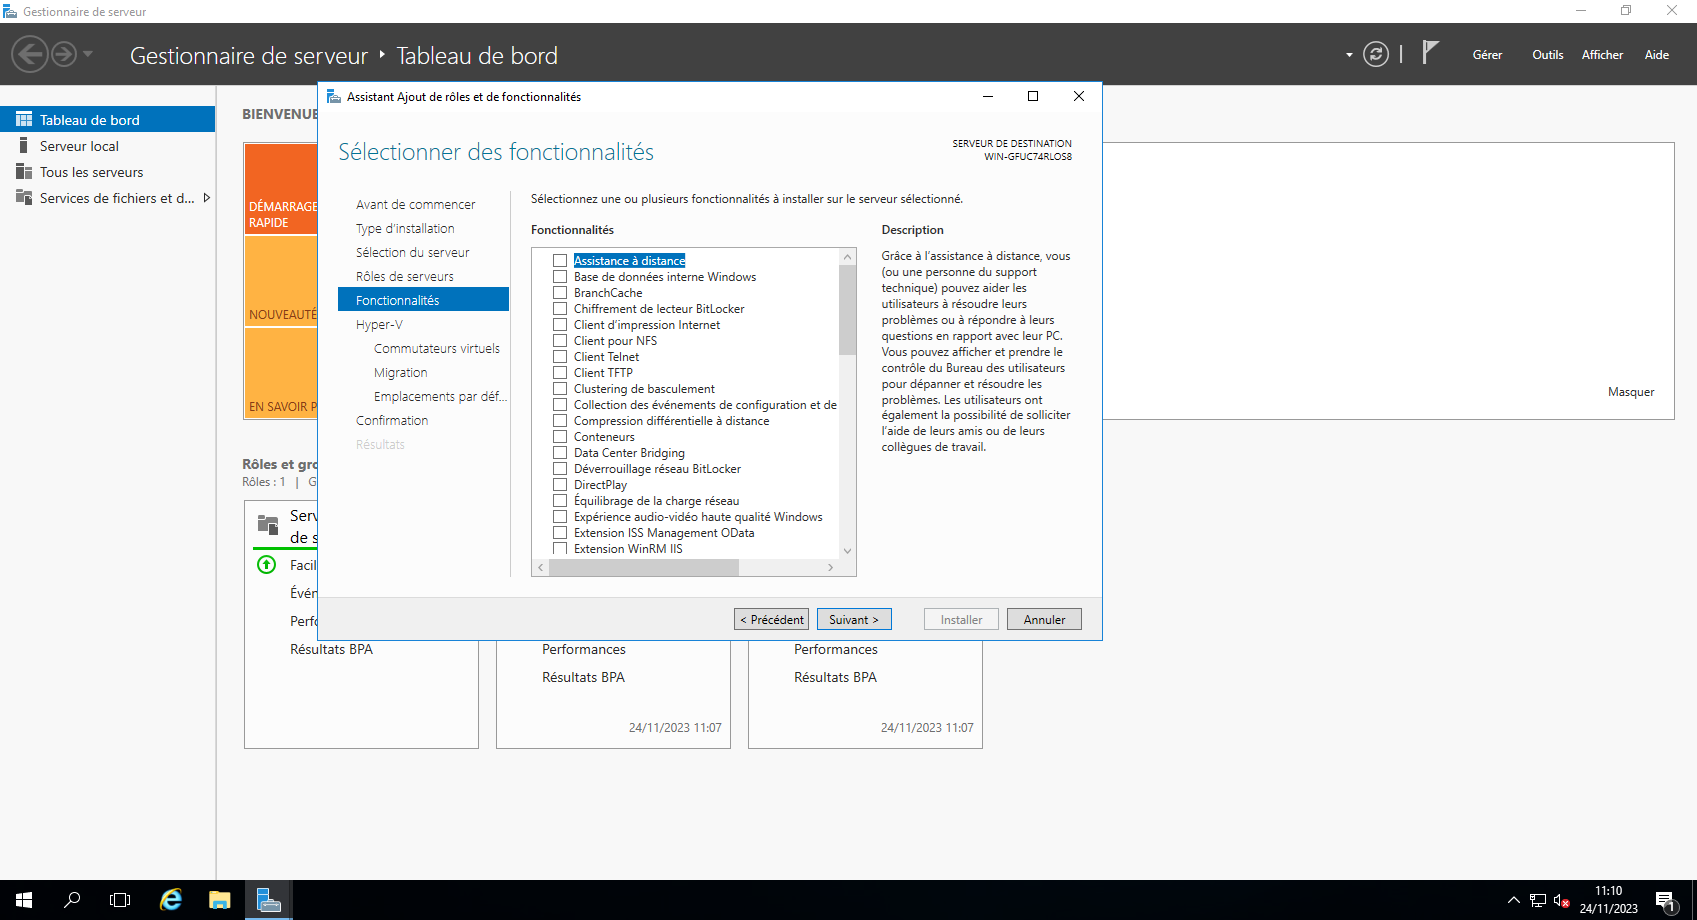 Gestionnaire de serveur
Gestionnaire de serveur
Tableau de bord
Gérer
Outils
Afficher
Aide
Tableau de bord
Serveur local
Tous les serveurs
Services de fichiers et d...
BIENVENUE
DÉMARRAGE
RAPIDE
NOUVEAUTÉ
EN SAVOIR P
Masquer
Assistant Ajout de rôles et de fonctionnalités
Sélectionner des fonctionnalités
SERVEUR DE DESTINATION
WIN-GFUC74RLOS8
Avant de commencer
Type d'installation
Sélection du serveur
Rôles de serveurs
Fonctionnalités
Hyper-V
Commutateurs virtuels
Migration
Emplacements par déf...
Confirmation
Résultats
Sélectionnez une ou plusieurs fonctionnalités à installer sur le serveur sélectionné.
Fonctionnalités
Assistance à distance
Base de données interne Windows
BranchCache
Chiffrement de lecteur BitLocker
Client d'impression Internet
Client pour NFS
Client Telnet
Client TFTP
Clustering de basculement
Collection des événements de configuration et de
Compression différentielle à distance
Conteneurs
Data Center Bridging
Déverrouillage réseau BitLocker
DirectPlay
Équilibrage de la charge réseau
Expérience audio-vidéo haute qualité Windows
Extension ISS Management OData
Extension WinRM IIS
Description
Grâce à l'assistance à distance, vous
(ou une personne du support
technique) pouvez aider les
utilisateurs à résoudre leurs
problèmes ou à répondre à leurs
questions en rapport avec leur PC.
Vous pouvez afficher et prendre le
contrôle du Bureau des utilisateurs
pour dépanner et résoudre les
problèmes. Les utilisateurs ont
également la possibilité de solliciter
l'aide de leurs amis ou de leurs
collègues de travail.
< Précédent
Suivant >
Installer
Annuler
Rôles et gro
Rôles : 1 | G
Serv
de s
Facil
Évén
Perfo
Résultats BPA
Performances
Résultats BPA
24/11/2023 11:07
Performances
Résultats BPA
24/11/2023 11:07
11:10
24/11/2023
1